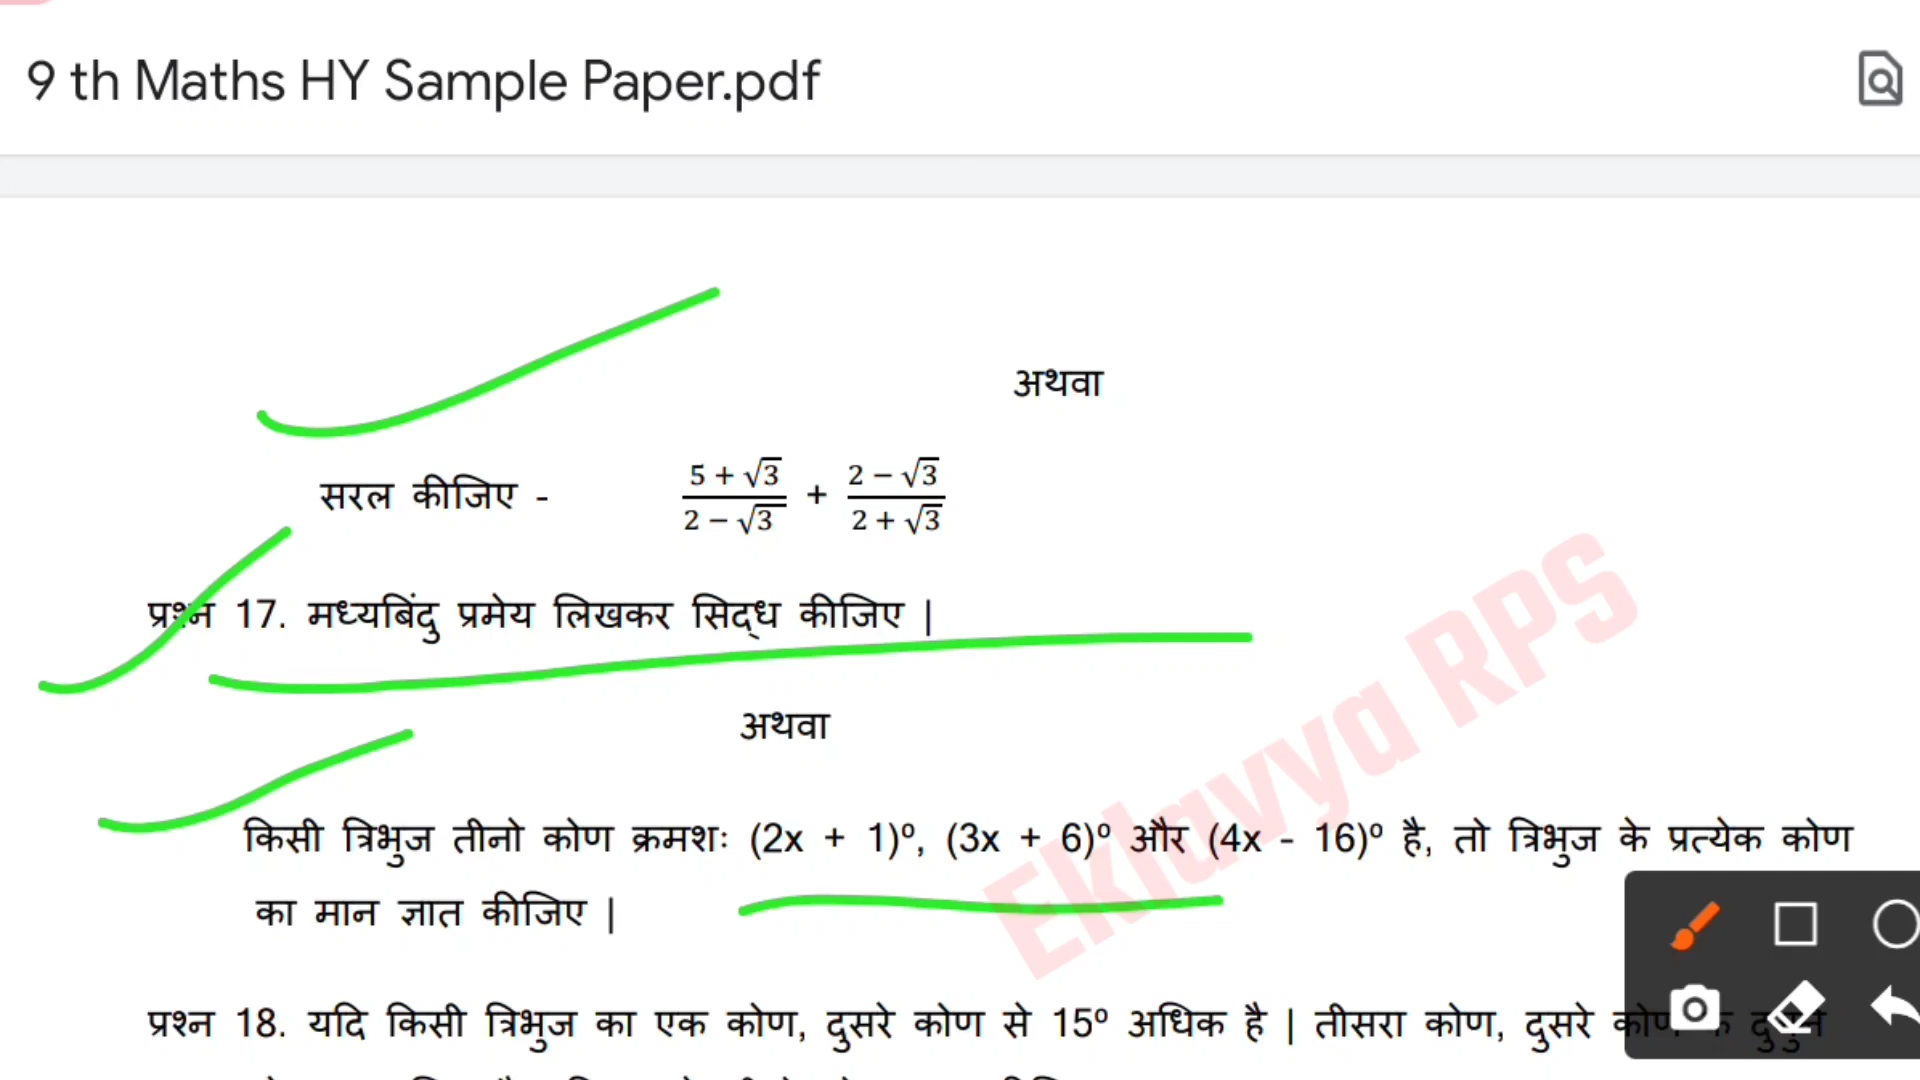 9 th Maths HY Sample Paper.pdf
अथवा
सरल कीजिए - (5 + √3)/(2 − √3) + (2 − √3)/(2 + √3)
प्रश्न 17. मध्यबिंदु प्रमेय लिखकर सिद्ध कीजिए |
अथवा
किसी त्रिभुज तीनो कोण क्रमशः (2x + 1)º, (3x + 6)º और (4x - 16)º है, तो त्रिभुज के प्रत्येक कोण
का मान ज्ञात कीजिए |
प्रश्न 18. यदि किसी त्रिभुज का एक कोण, दुसरे कोण से 15º अधिक है | तीसरा कोण, दुसरे कोण
Eklavya RPS